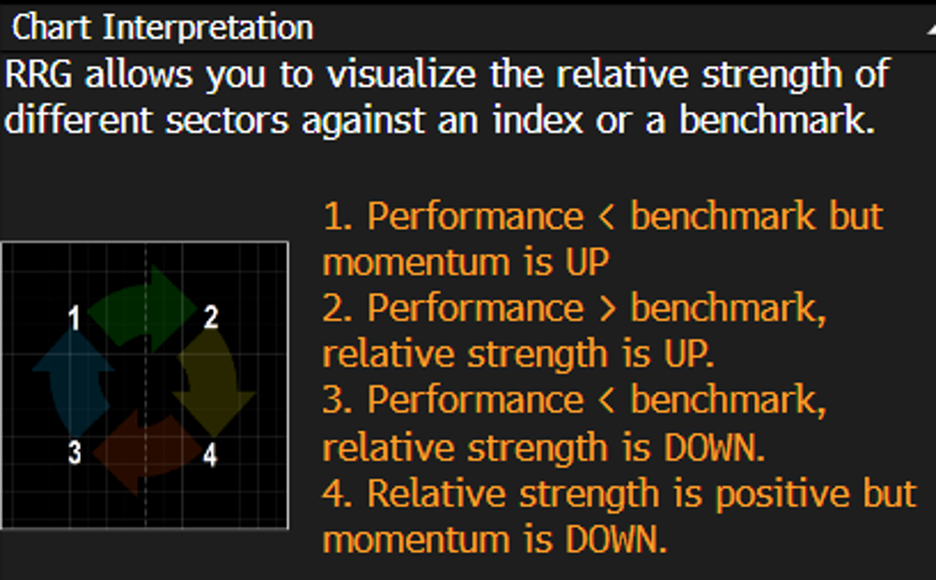 Chart Interpretation
RRG allows you to visualize the relative strength of
different sectors against an index or a benchmark.
1. Performance < benchmark but
momentum is UP
2. Performance > benchmark,
relative strength is UP.
3. Performance < benchmark,
relative strength is DOWN.
4. Relative strength is positive but
momentum is DOWN.
1
2
3
4